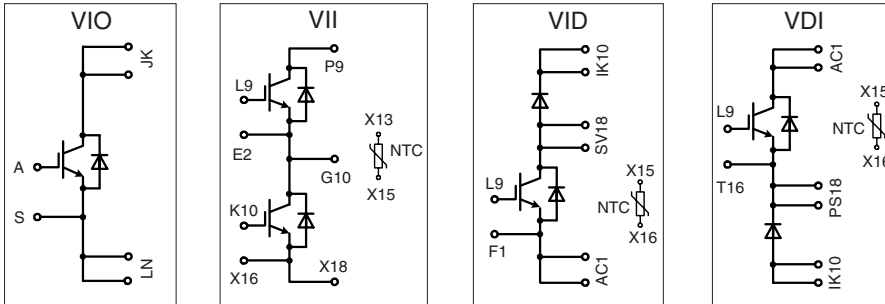 VIO
JK
A
S
LN
VII
P9
L9
X13
NTC
E2
G10
X15
K10
X16
X18
VID
IK10
SV18
L9
X15
NTC
X16
F1
AC1
VDI
AC1
X15
L9
NTC
X16
T16
PS18
IK10